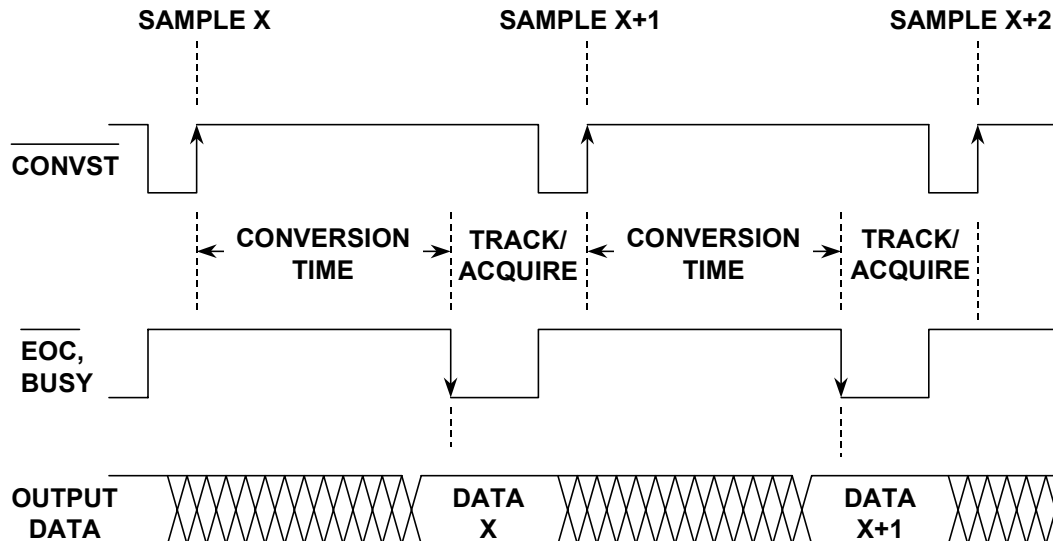 SAMPLE X
SAMPLE X+1
SAMPLE X+2
CONVST
CONVERSION
TIME
TRACK/
ACQUIRE
CONVERSION
TIME
TRACK/
ACQUIRE
EOC,
BUSY
OUTPUT
DATA
DATA
X
DATA
X+1